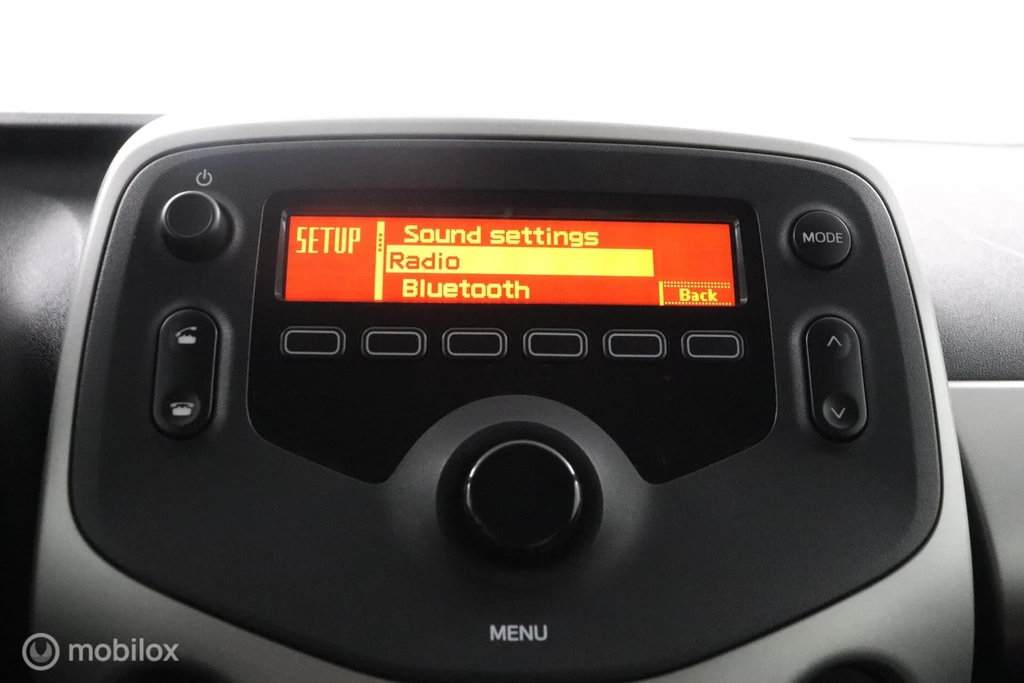 SETUP
Sound settings
Radio
Bluetooth
Back
MODE
MENU
mobilox